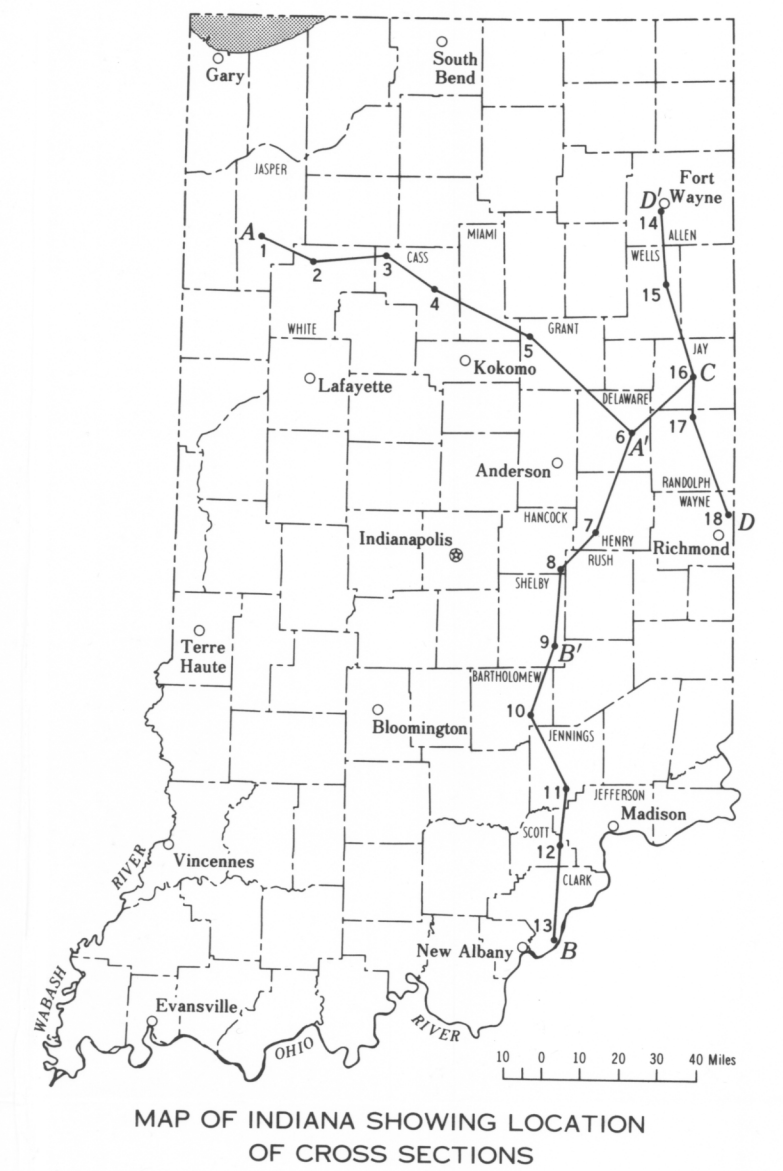 Gary
South
Bend
JASPER
Fort
Wayne
D'
14
ALLEN
A
1
2
3
CASS
MIAMI
4
WELLS
15
WHITE
5
GRANT
JAY
Kokomo
16
C
Lafayette
DELAWARE
6
A'
17
Anderson
RANDOLPH
WAYNE
HANCOCK
18
D
Indianapolis
7
HENRY
Richmond
8
RUSH
SHELBY
Terre
Haute
9
B'
BARTHOLOMEW
10
Bloomington
JENNINGS
11
JEFFERSON
Madison
SCOTT
12
Vincennes
RIVER
CLARK
13
New Albany
B
WABASH
Evansville
OHIO
RIVER
10 0 10 20 30 40 Miles
MAP OF INDIANA SHOWING LOCATION
OF CROSS SECTIONS